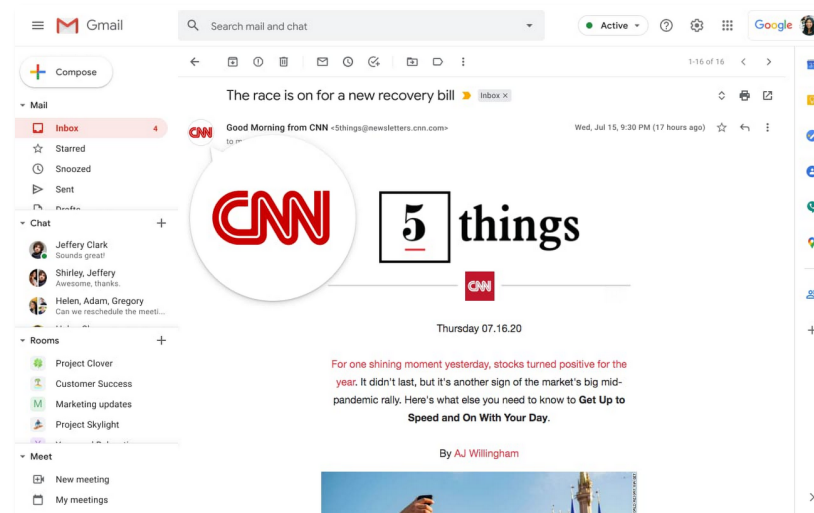 Gmail
Search mail and chat
Active
Google
Compose
1-16 of 16
Mail
The race is on for a new recovery bill
Inbox ×
Inbox 4
CNN
Good Morning from CNN <5things@newsletters.cnn.com>
Wed, Jul 15, 9:30 PM (17 hours ago)
Starred
Snoozed
Sent
Drafts
CNN
5 things
CNN
Chat
Jeffery Clark
Sounds great!
Shirley, Jeffery
Awesome, thanks.
Helen, Adam, Gregory
Can we reschedule the meeti...
Rooms
Project Clover
Customer Success
M Marketing updates
Project Skylight
Meet
New meeting
My meetings
Thursday 07.16.20
For one shining moment yesterday, stocks turned positive for the
year. It didn't last, but it's another sign of the market's big mid-
pandemic rally. Here's what else you need to know to Get Up to
Speed and On With Your Day.
By AJ Willingham